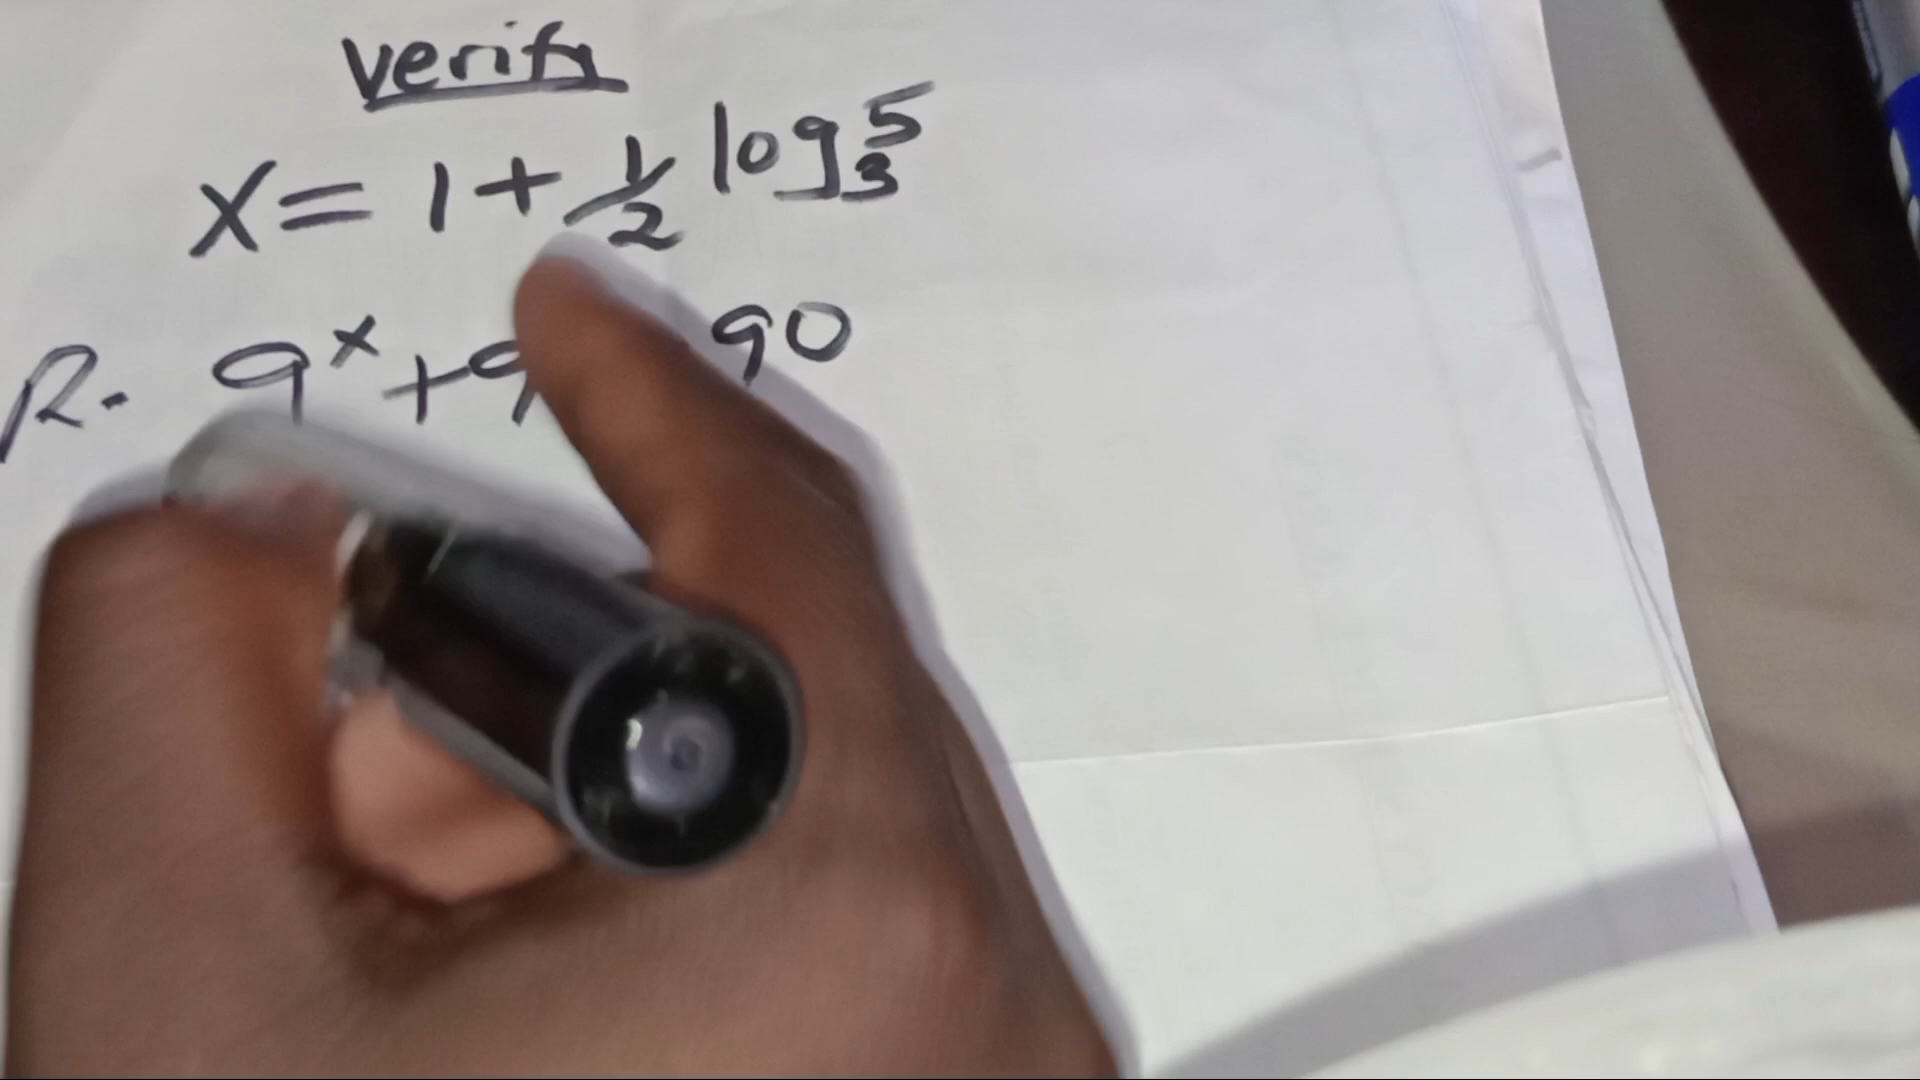 Verify
x = 1 + 1/2 log₃5
R. 9ˣ + 9 90